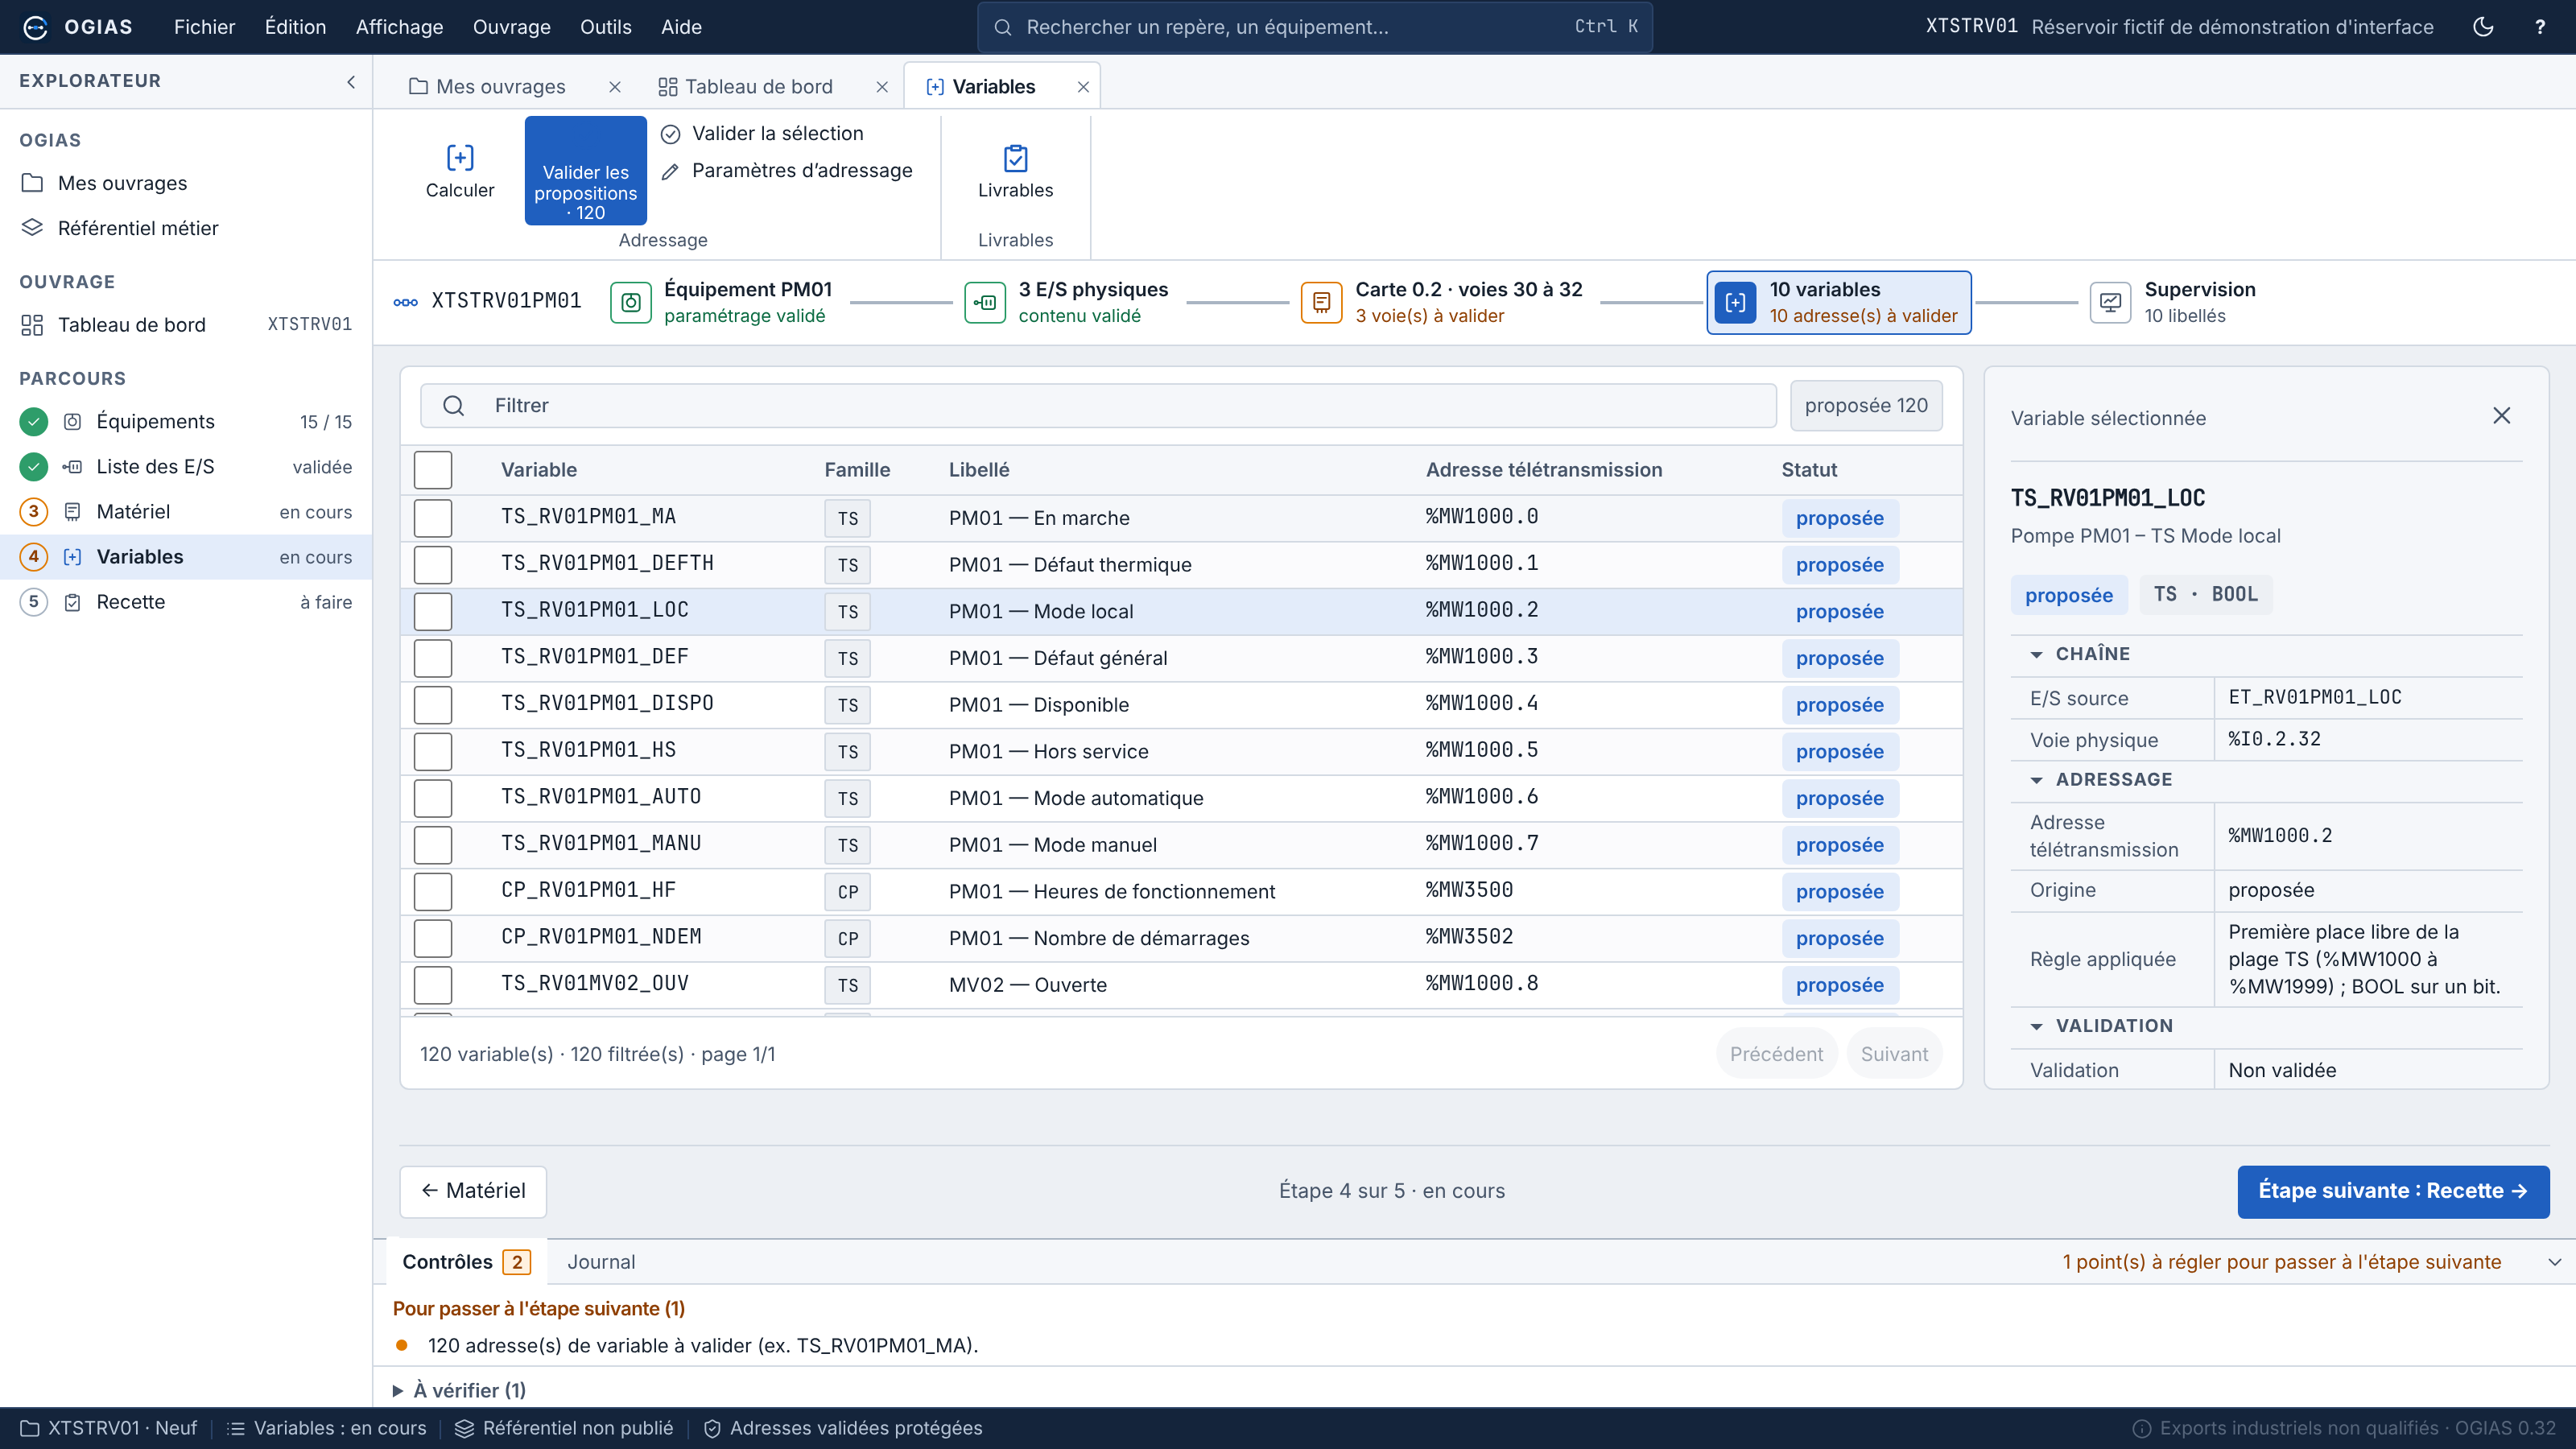 OGIAS Fichier Édition Affichage Ouvrage Outils Aide Rechercher un repère, un équipement... Ctrl K XTSTRV01 Réservoir fictif de démonstration d'interface ?
EXPLORATEUR
Mes ouvrages Tableau de bord Variables
OGIAS
Mes ouvrages
Référentiel métier
OUVRAGE
Tableau de bord XTSTRV01
PARCOURS
Équipements 15 / 15
Liste des E/S validée
3 Matériel en cours
4 Variables en cours
5 Recette à faire
Calculer
Valider les
propositions
· 120
Valider la sélection
Paramètres d’adressage
Adressage
Livrables
Livrables
XTSTRV01PM01
Équipement PM01
paramétrage validé
3 E/S physiques
contenu validé
Carte 0.2 · voies 30 à 32
3 voie(s) à valider
10 variables
10 adresse(s) à valider
Supervision
10 libellés
Filtrer proposée 120
Variable Famille Libellé Adresse télétransmission Statut
TS_RV01PM01_MA TS PM01 — En marche %MW1000.0 proposée
TS_RV01PM01_DEFTH TS PM01 — Défaut thermique %MW1000.1 proposée
TS_RV01PM01_LOC TS PM01 — Mode local %MW1000.2 proposée
TS_RV01PM01_DEF TS PM01 — Défaut général %MW1000.3 proposée
TS_RV01PM01_DISPO TS PM01 — Disponible %MW1000.4 proposée
TS_RV01PM01_HS TS PM01 — Hors service %MW1000.5 proposée
TS_RV01PM01_AUTO TS PM01 — Mode automatique %MW1000.6 proposée
TS_RV01PM01_MANU TS PM01 — Mode manuel %MW1000.7 proposée
CP_RV01PM01_HF CP PM01 — Heures de fonctionnement %MW3500 proposée
CP_RV01PM01_NDEM CP PM01 — Nombre de démarrages %MW3502 proposée
TS_RV01MV02_OUV TS MV02 — Ouverte %MW1000.8 proposée
120 variable(s) · 120 filtrée(s) · page 1/1 Précédent Suivant
Variable sélectionnée
TS_RV01PM01_LOC
Pompe PM01 – TS Mode local
proposée TS · BOOL
CHAÎNE
E/S source ET_RV01PM01_LOC
Voie physique %I0.2.32
ADRESSAGE
Adresse
télétransmission
%MW1000.2
Origine proposée
Règle appliquée
Première place libre de la
plage TS (%MW1000 à
%MW1999) ; BOOL sur un bit.
VALIDATION
Validation Non validée
← Matériel Étape 4 sur 5 · en cours Étape suivante : Recette →
Contrôles 2 Journal 1 point(s) à régler pour passer à l'étape suivante
Pour passer à l'étape suivante (1)
120 adresse(s) de variable à valider (ex. TS_RV01PM01_MA).
À vérifier (1)
XTSTRV01 · Neuf Variables : en cours Référentiel non publié Adresses validées protégées Exports industriels non qualifiés · OGIAS 0.32